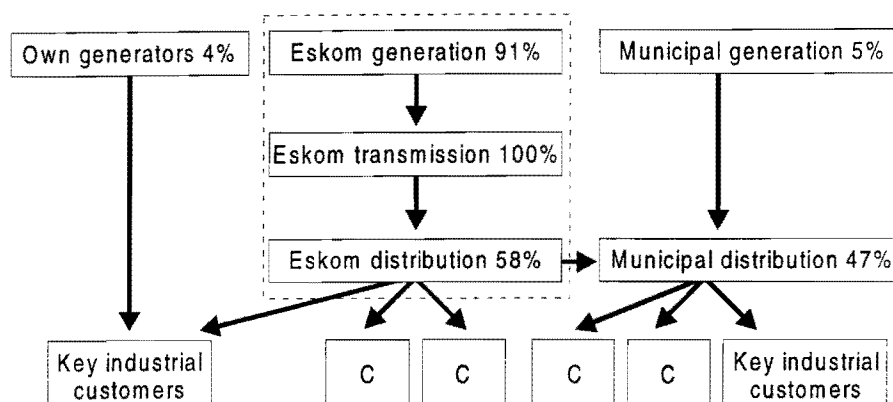 Own generators 4%
Eskom generation 91%
Municipal generation 5%
Eskom transmission 100%
Eskom distribution 58%
Municipal distribution 47%
Key industrial
customers
C
C
C
C
Key industrial
customers